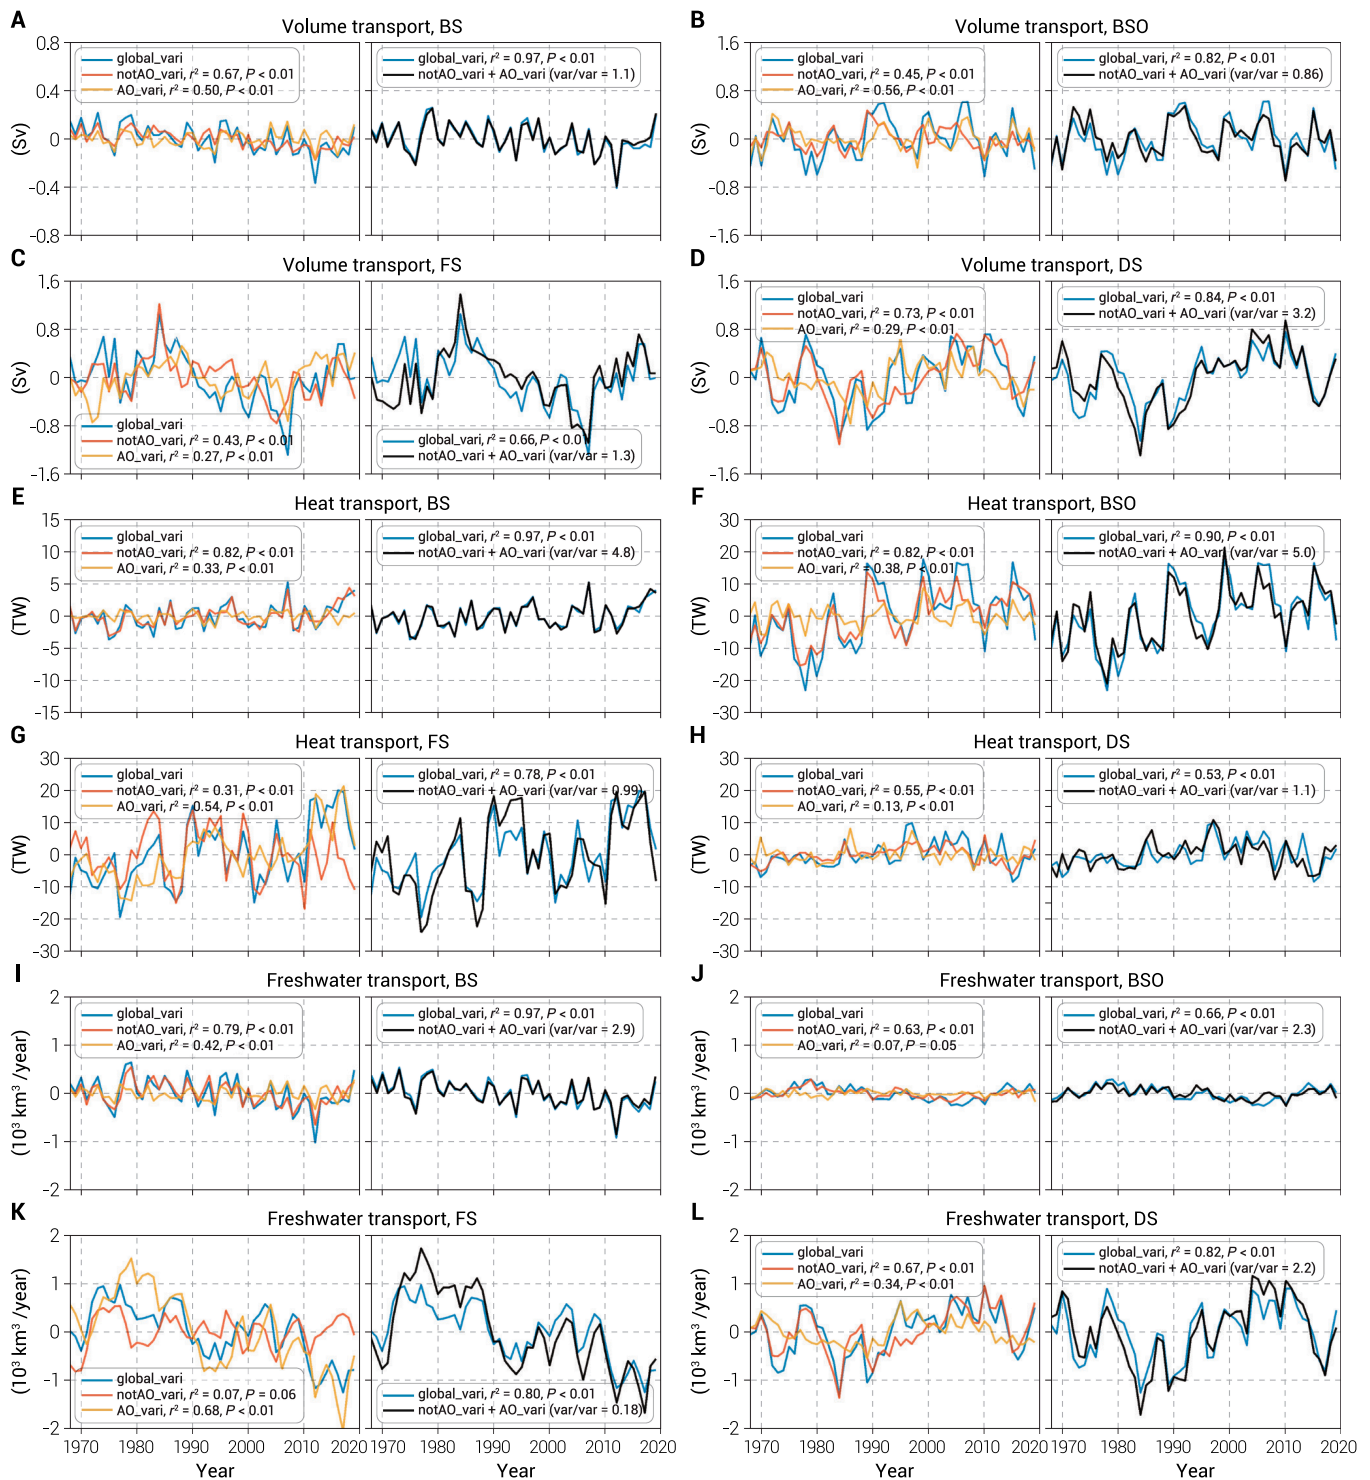 A
Volume transport, BS
(Sv)
0.8
0.4
0
-0.4
-0.8
global_vari
notAO_vari, r² = 0.67, P < 0.01
AO_vari, r² = 0.50, P < 0.01
global_vari, r² = 0.97, P < 0.01
notAO_vari + AO_vari (var/var = 1.1)
B
Volume transport, BSO
(Sv)
1.6
0.8
0
-0.8
-1.6
global_vari
notAO_vari, r² = 0.45, P < 0.01
AO_vari, r² = 0.56, P < 0.01
global_vari, r² = 0.82, P < 0.01
notAO_vari + AO_vari (var/var = 0.86)
C
Volume transport, FS
(Sv)
1.6
0.8
0
-0.8
-1.6
global_vari
notAO_vari, r² = 0.43, P < 0.01
AO_vari, r² = 0.27, P < 0.01
global_vari, r² = 0.66, P < 0.01
notAO_vari + AO_vari (var/var = 1.3)
D
Volume transport, DS
(Sv)
1.6
0.8
0
-0.8
-1.6
global_vari
notAO_vari, r² = 0.73, P < 0.01
AO_vari, r² = 0.29, P < 0.01
global_vari, r² = 0.84, P < 0.01
notAO_vari + AO_vari (var/var = 3.2)
E
Heat transport, BS
(TW)
15
10
5
0
-5
-10
-15
global_vari
notAO_vari, r² = 0.82, P < 0.01
AO_vari, r² = 0.33, P < 0.01
global_vari, r² = 0.97, P < 0.01
notAO_vari + AO_vari (var/var = 4.8)
F
Heat transport, BSO
(TW)
30
20
10
0
-10
-20
-30
global_vari
notAO_vari, r² = 0.82, P < 0.01
AO_vari, r² = 0.38, P < 0.01
global_vari, r² = 0.90, P < 0.01
notAO_vari + AO_vari (var/var = 5.0)
G
Heat transport, FS
(TW)
30
20
10
0
-10
-20
-30
global_vari
notAO_vari, r² = 0.31, P < 0.01
AO_vari, r² = 0.54, P < 0.01
global_vari, r² = 0.78, P < 0.01
notAO_vari + AO_vari (var/var = 0.99)
H
Heat transport, DS
(TW)
30
20
10
0
-10
-20
-30
global_vari
notAO_vari, r² = 0.55, P < 0.01
AO_vari, r² = 0.13, P < 0.01
global_vari, r² = 0.53, P < 0.01
notAO_vari + AO_vari (var/var = 1.1)
I
Freshwater transport, BS
(10³ km³ /year)
2
1
0
-1
-2
global_vari
notAO_vari, r² = 0.79, P < 0.01
AO_vari, r² = 0.42, P < 0.01
global_vari, r² = 0.97, P < 0.01
notAO_vari + AO_vari (var/var = 2.9)
J
Freshwater transport, BSO
(10³ km³ /year)
2
1
0
-1
-2
global_vari
notAO_vari, r² = 0.63, P < 0.01
AO_vari, r² = 0.07, P = 0.05
global_vari, r² = 0.66, P < 0.01
notAO_vari + AO_vari (var/var = 2.3)
K
Freshwater transport, FS
(10³ km³ /year)
2
1
0
-1
-2
global_vari
notAO_vari, r² = 0.07, P = 0.06
AO_vari, r² = 0.68, P < 0.01
global_vari, r² = 0.80, P < 0.01
notAO_vari + AO_vari (var/var = 0.18)
1970 1980 1990 2000 2010 2020
1970 1980 1990 2000 2010 2020
Year
Year
L
Freshwater transport, DS
(10³ km³ /year)
2
1
0
-1
-2
global_vari
notAO_vari, r² = 0.67, P < 0.01
AO_vari, r² = 0.34, P < 0.01
global_vari, r² = 0.82, P < 0.01
notAO_vari + AO_vari (var/var = 2.2)
1970 1980 1990 2000 2010 2020
1970 1980 1990 2000 2010 2020
Year
Year